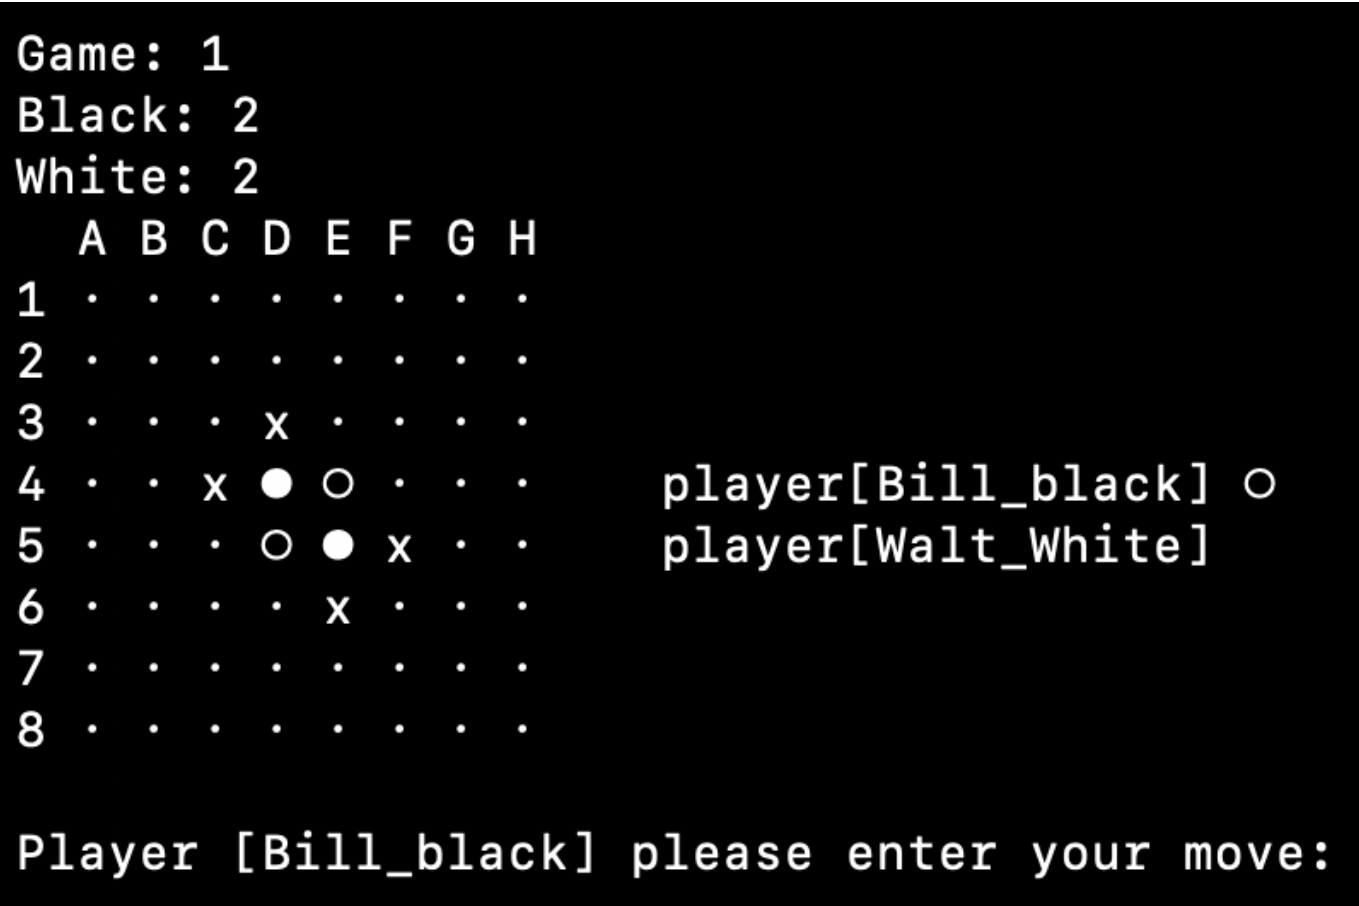 Game: 1
Black: 2
White: 2
  A B C D E F G H
1 · · · · · · · ·
2 · · · · · · · ·
3 · · · x · · · ·
4 · · x ● ○ · · ·    player[Bill_black] ○
5 · · · ○ ● x · ·    player[Walt_White]
6 · · · · x · · ·
7 · · · · · · · ·
8 · · · · · · · ·
Player [Bill_black] please enter your move: